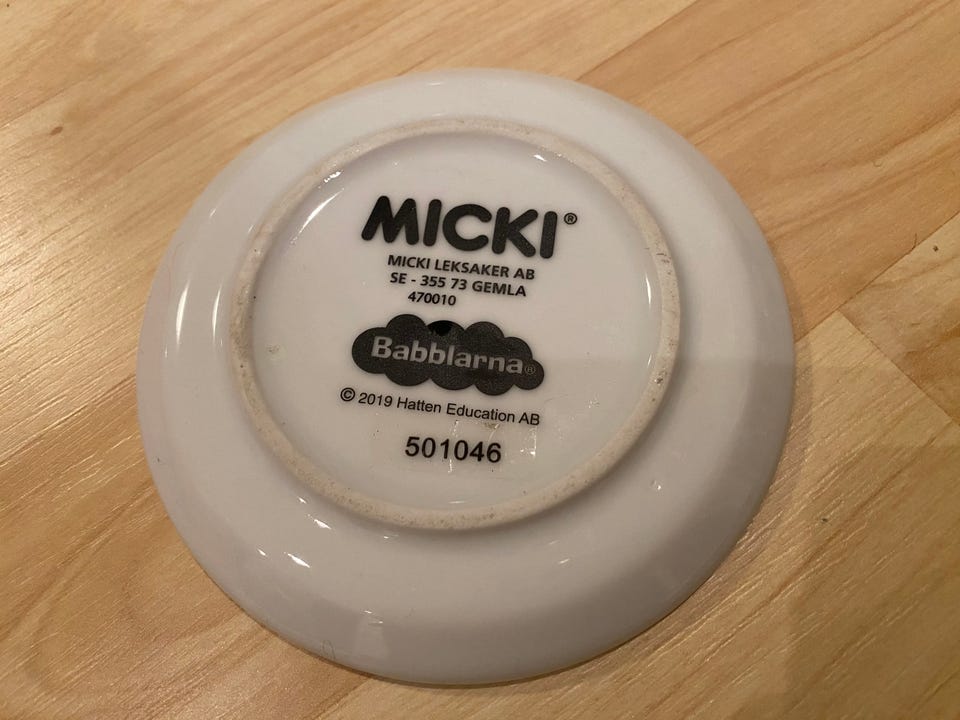 MICKI®
MICKI LEKSAKER AB
SE - 355 73 GEMLA
470010
Babblarna®
© 2019 Hatten Education AB
501046